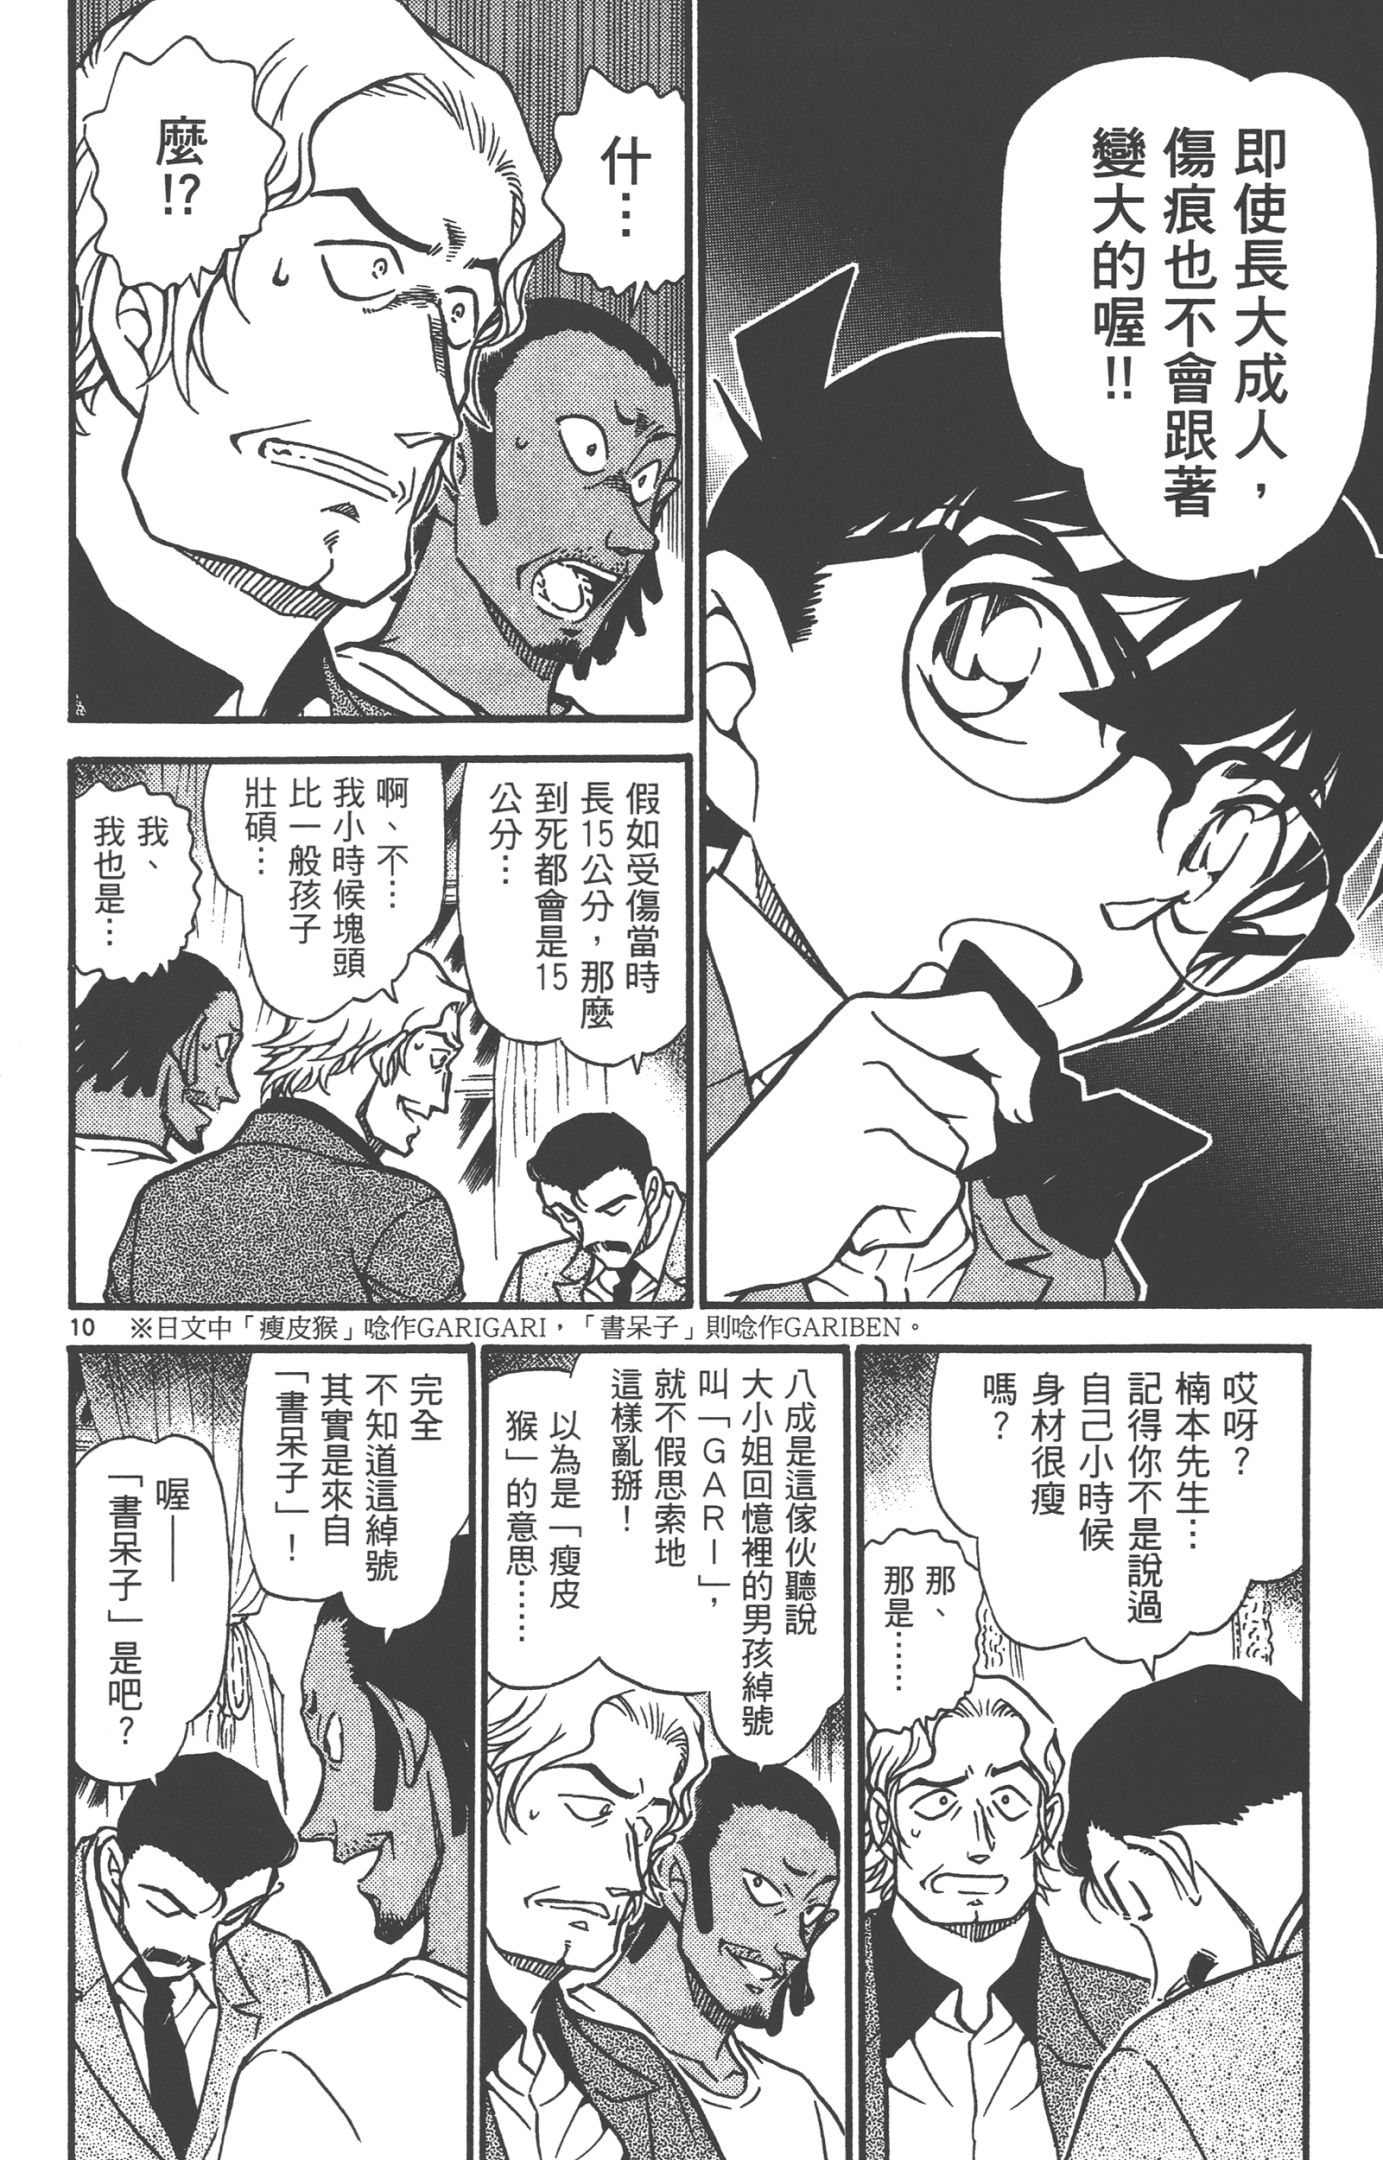 即使長大成人，
傷痕也不會跟著
變大的喔!!
什…
麼!?
假如受傷當時
長15公分，那麼
到死都會是15
公分…
啊、不…
我小時候塊頭
比一般孩子
壯碩…
我、
我也是…
10
※日文中「瘦皮猴」唸作GARIGARI，「書呆子」則唸作GARIBEN。
哎呀？
楠本先生…
記得你不是說過
自己小時候
身材很瘦
嗎？
那、
那是……
八成是這傢伙聽說
大小姐回憶裡的男孩綽號
叫「GARI—」，
就不假思索地
這樣亂掰！
以為是「瘦皮
猴」的意思……
完全
不知道這綽號
其實是來自
「書呆子」！
喔——
「書呆子」是吧？